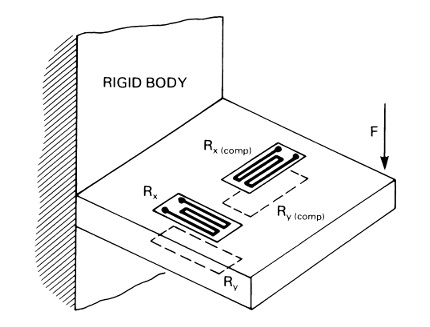 RIGID BODY
F
Rx (comp)
Rx
Ry (comp)
Ry